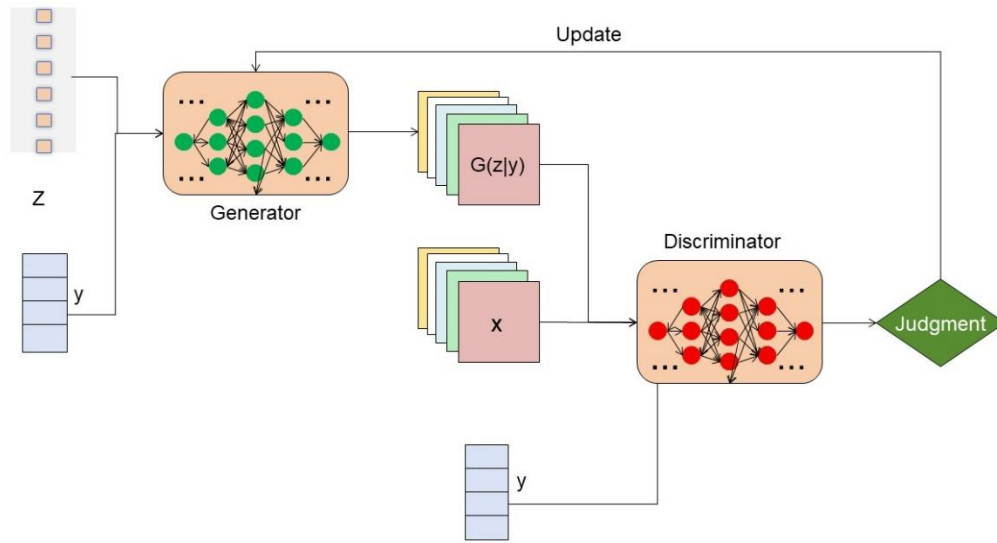 Update
...
...
G(z|y)
...
...
Z
Generator
Discriminator
y
...
...
x
Judgment
...
...
y